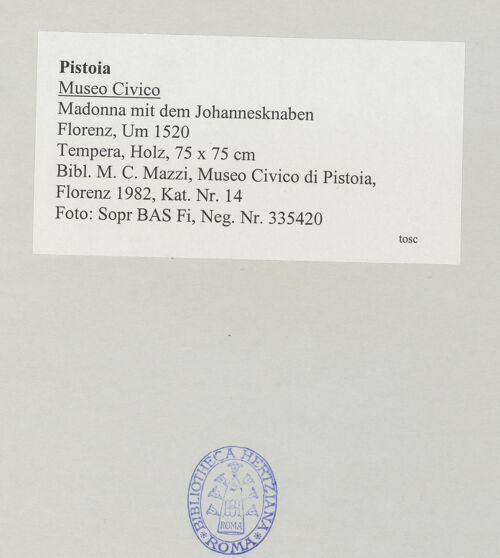 Pistoia
Museo Civico
Madonna mit dem Johannesknaben
Florenz, Um 1520
Tempera, Holz, 75 x 75 cm
Bibl. M. C. Mazzi, Museo Civico di Pistoia,
Florenz 1982, Kat. Nr. 14
Foto: Sopr BAS Fi, Neg. Nr. 335420
tosc
BIBLIOTHECA HERTZIANA
ROMA
*ROMA*